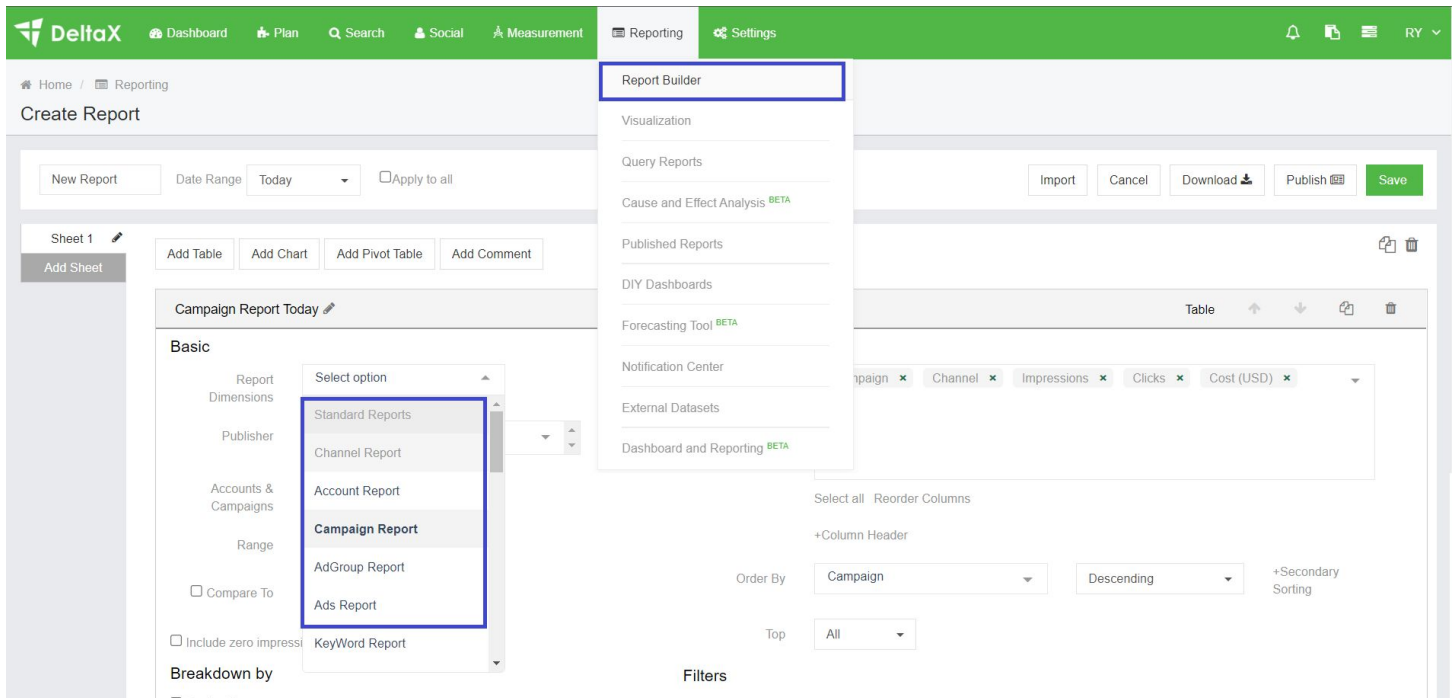 DeltaX Dashboard Plan Search Social Measurement Reporting Settings RY
Home / Reporting
Create Report
Report Builder
Visualization
Query Reports
Cause and Effect Analysis BETA
Published Reports
DIY Dashboards
Forecasting Tool BETA
Notification Center
External Datasets
Dashboard and Reporting BETA
New Report Date Range Today Apply to all Import Cancel Download Publish Save
Sheet 1
Add Sheet
Add Table Add Chart Add Pivot Table Add Comment
Campaign Report Today Table
Basic
Report
Dimensions
Select option
Standard Reports
Channel Report
Account Report
Campaign Report
AdGroup Report
Ads Report
KeyWord Report
Publisher
Accounts &
Campaigns
Range
Compare To
Include zero impressi
Breakdown by
npaign × Channel × Impressions × Clicks × Cost (USD) ×
Select all Reorder Columns
+Column Header
Order By Campaign Descending +Secondary
Sorting
Top All
Filters